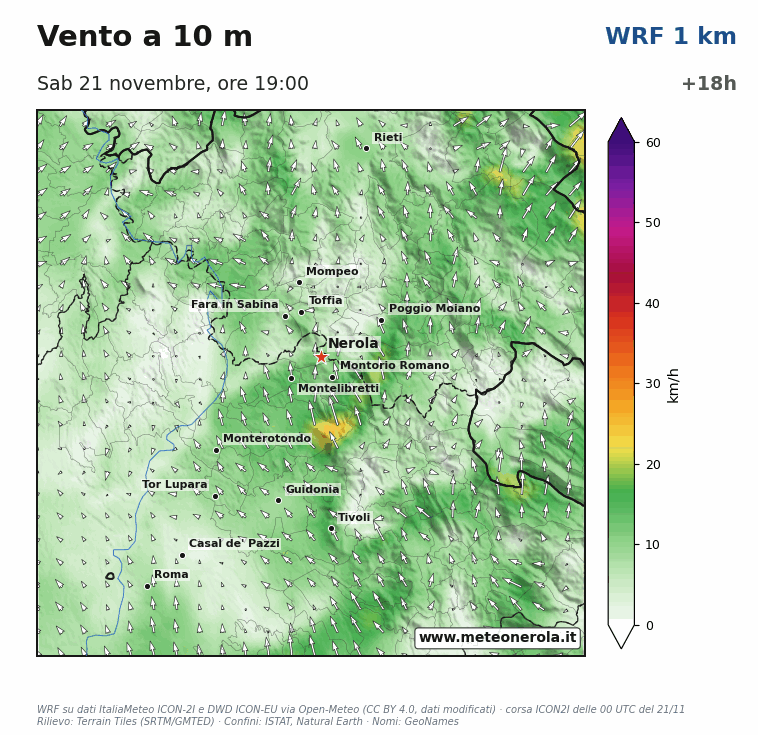 Vento a 10 m
WRF 1 km
Sab 21 novembre, ore 19:00
+18h
Rieti
Mompeo
Fara in Sabina
Toffia
Poggio Moiano
Nerola
Montorio Romano
Montelibretti
Monterotondo
Tor Lupara
Guidonia
Tivoli
Casal de' Pazzi
Roma
www.meteonerola.it
60
50
40
30
20
10
0
km/h
WRF su dati ItaliaMeteo ICON-2I e DWD ICON-EU via Open-Meteo (CC BY 4.0, dati modificati) · corsa ICON2I delle 00 UTC del 21/11
Rilievo: Terrain Tiles (SRTM/GMTED) · Confini: ISTAT, Natural Earth · Nomi: GeoNames